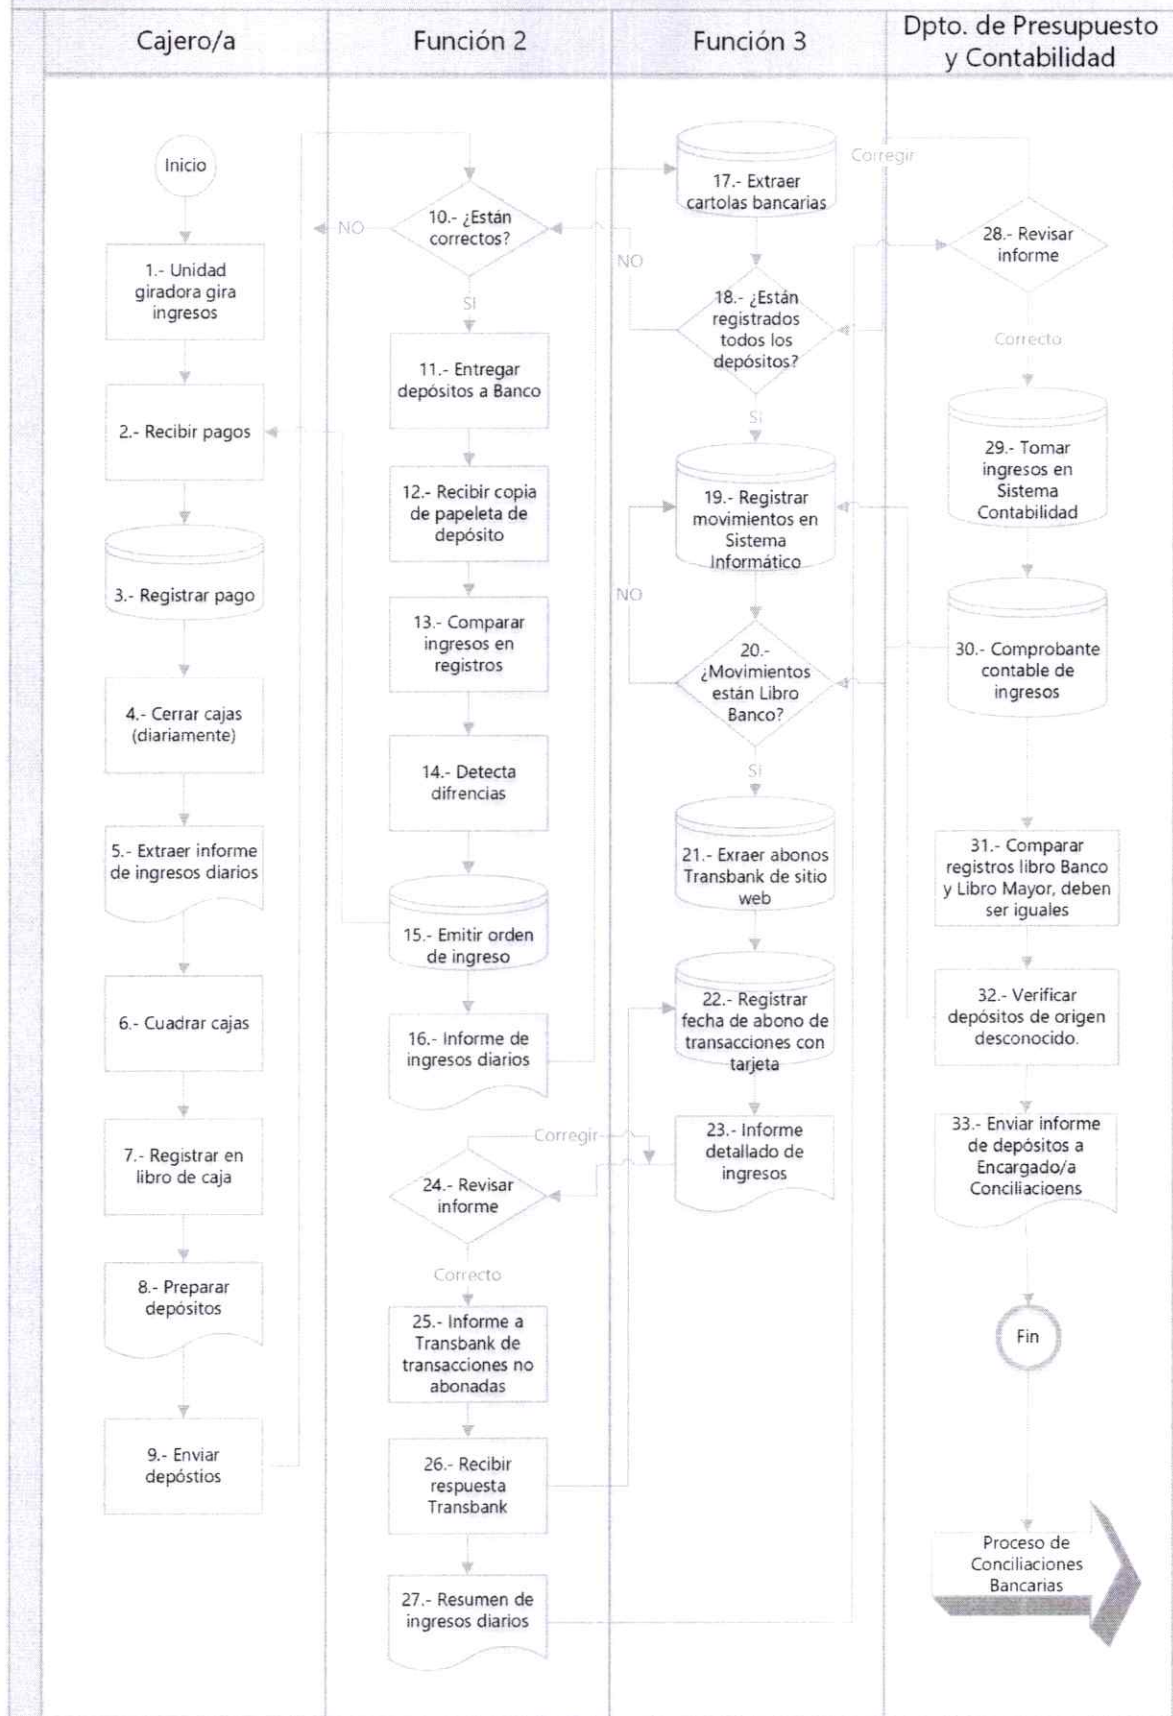 Cajero/a
Función 2
Función 3
Dpto. de Presupuesto
y Contabilidad
Inicio
1.- Unidad
giradora gira
ingresos
2.- Recibir pagos
3.- Registrar pago
4.- Cerrar cajas
(diariamente)
5.- Extraer informe
de ingresos diarios
6.- Cuadrar cajas
7.- Registrar en
libro de caja
8.- Preparar
depósitos
9.- Enviar
depóstios
10.- ¿Están
correctos?
NO
SI
11.- Entregar
depósitos a Banco
12.- Recibir copia
de papeleta de
depósito
13.- Comparar
ingresos en
registros
14.- Detecta
difrencias
15.- Emitir orden
de ingreso
16.- Informe de
ingresos diarios
24.- Revisar
informe
Corregir
Correcto
25.- Informe a
Transbank de
transacciones no
abonadas
26.- Recibir
respuesta
Transbank
27.- Resumen de
ingresos diarios
17.- Extraer
cartolas bancarias
18.- ¿Están
registrados
todos los
depósitos?
NO
Si
19.- Registrar
movimientos en
Sistema
Informático
NO
20.-
¿Movimientos
están Libro
Banco?
SI
21.- Exraer abonos
Transbank de sitio
web
22.- Registrar
fecha de abono de
transacciones con
tarjeta
23.- Informe
detallado de
ingresos
Corregir
28.- Revisar
informe
Correcto
29.- Tomar
ingresos en
Sistema
Contabilidad
30.- Comprobante
contable de
ingresos
31.- Comparar
registros libro Banco
y Libro Mayor, deben
ser iguales
32.- Verificar
depósitos de origen
desconocido.
33.- Enviar informe
de depósitos a
Encargado/a
Conciliacioens
Fin
Proceso de
Conciliaciones
Bancarias